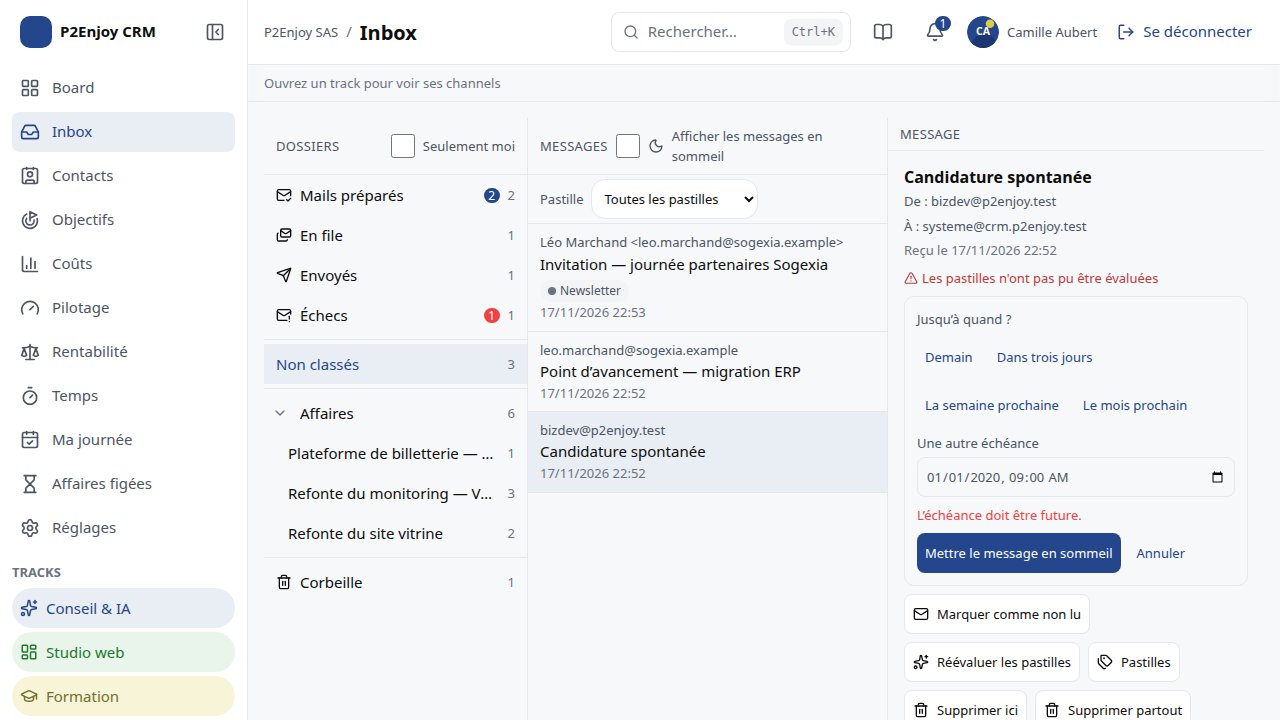 P2Enjoy CRM
Board
Inbox
Contacts
Objectifs
Coûts
Pilotage
Rentabilité
Temps
Ma journée
Affaires figées
Réglages
TRACKS
Conseil & IA
Studio web
Formation
P2Enjoy SAS / Inbox
Rechercher... Ctrl+K
1
CA
Camille Aubert
Se déconnecter
Ouvrez un track pour voir ses channels
DOSSIERS
Seulement moi
Mails préparés 2 2
En file 1
Envoyés 1
Échecs 1 1
Non classés 3
Affaires 6
Plateforme de billetterie — ... 1
Refonte du monitoring — V... 3
Refonte du site vitrine 2
Corbeille 1
MESSAGES
Afficher les messages en
sommeil
Pastille Toutes les pastilles
Léo Marchand <leo.marchand@sogexia.example>
Invitation — journée partenaires Sogexia
Newsletter
17/11/2026 22:53
leo.marchand@sogexia.example
Point d’avancement — migration ERP
17/11/2026 22:52
bizdev@p2enjoy.test
Candidature spontanée
17/11/2026 22:52
MESSAGE
Candidature spontanée
De : bizdev@p2enjoy.test
À : systeme@crm.p2enjoy.test
Reçu le 17/11/2026 22:52
Les pastilles n'ont pas pu être évaluées
Jusqu'à quand ?
Demain Dans trois jours
La semaine prochaine Le mois prochain
Une autre échéance
01/01/2020, 09:00 AM
L'échéance doit être future.
Mettre le message en sommeil Annuler
Marquer comme non lu
Réévaluer les pastilles Pastilles
Supprimer ici Supprimer partout